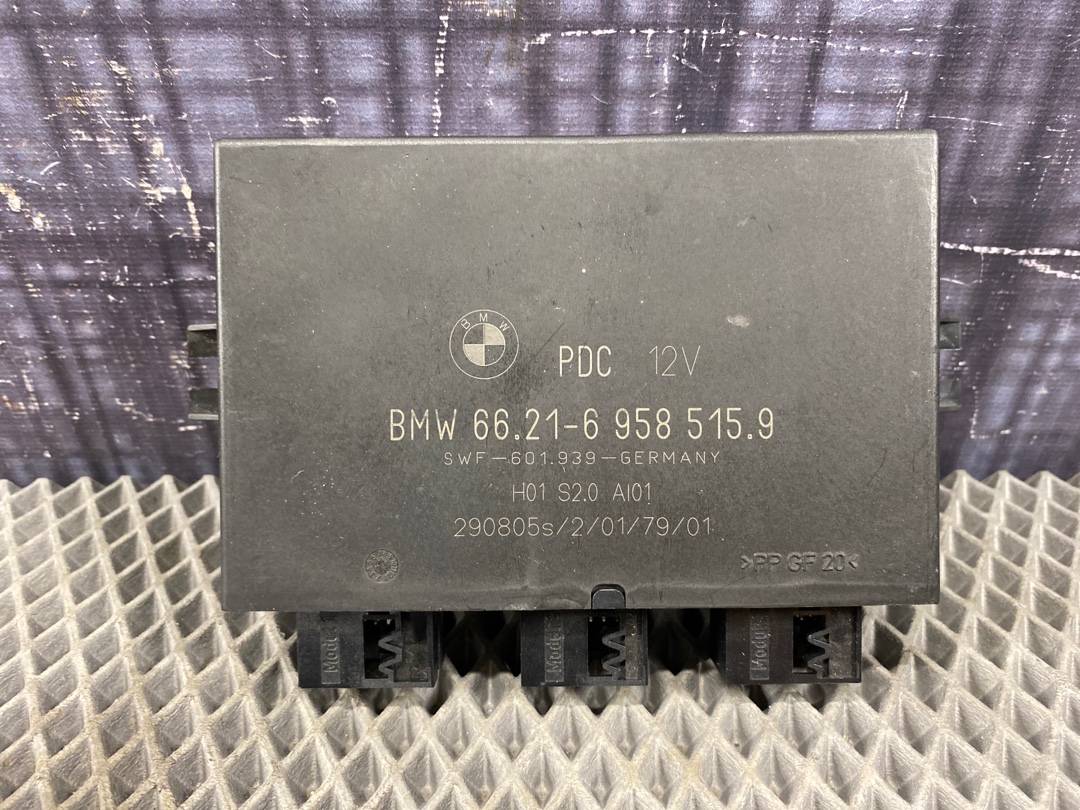 BMW
PDC 12V
BMW 66.21-6 958 515.9
SWF-601.939-GERMANY
H01 S2.0 AI01
290805s/2/01/79/01
>PP GF 20<